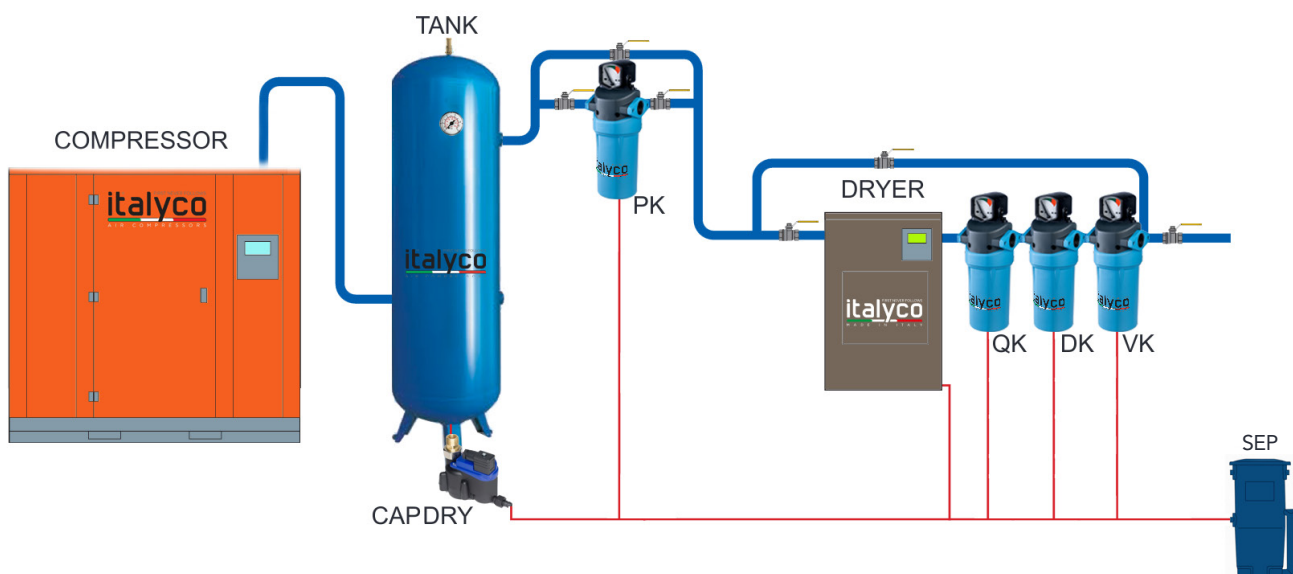 TANK
COMPRESSOR
italyco
AIR COMPRESSORS
italyco
PK
italyco
DRYER
italyco
MADE IN ITALY
italyco
italyco
italyco
QK
DK
VK
CAPDRY
SEP